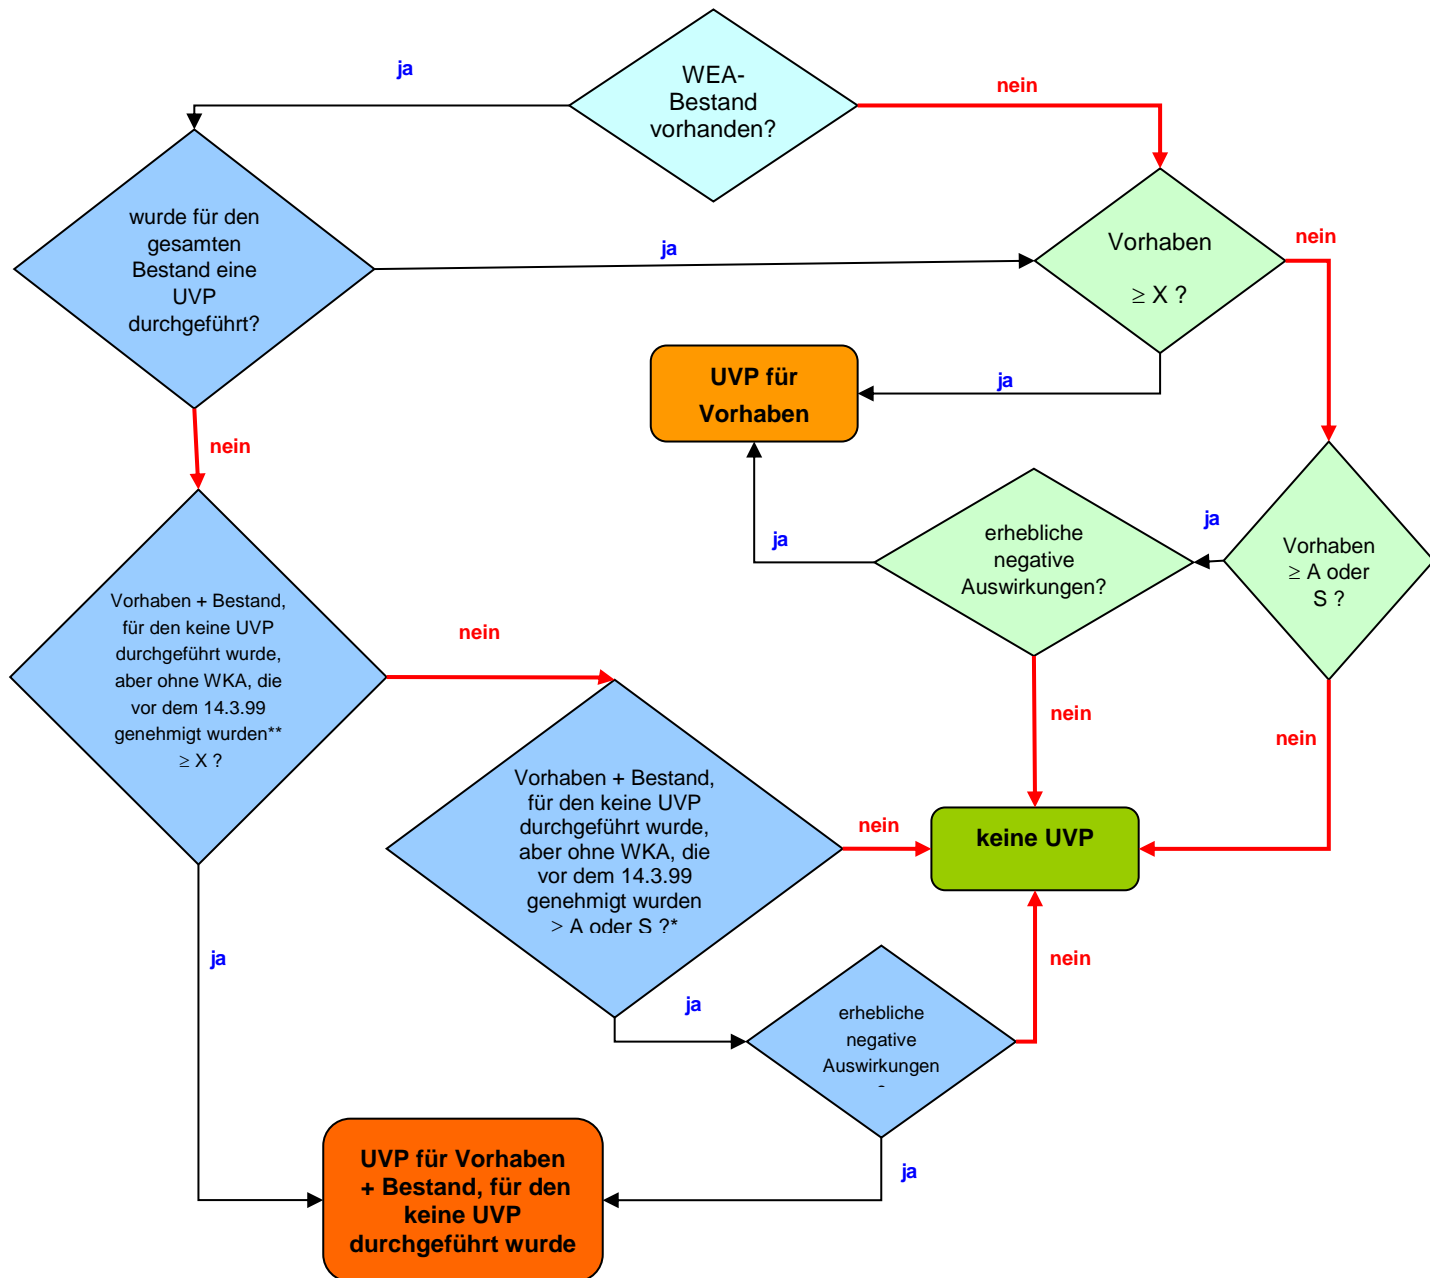 WEA-
Bestand
vorhanden?
ja
nein
wurde für den
gesamten
Bestand eine
UVP
durchgeführt?
ja
Vorhaben
≥ X ?
nein
UVP für
Vorhaben
ja
nein
erhebliche
negative
Auswirkungen?
ja
ja
Vorhaben
≥ A oder
S ?
Vorhaben + Bestand,
für den keine UVP
durchgeführt wurde,
aber ohne WKA, die
vor dem 14.3.99
genehmigt wurden**
≥ X ?
nein
nein
nein
Vorhaben + Bestand,
für den keine UVP
durchgeführt wurde,
aber ohne WKA, die
vor dem 14.3.99
genehmigt wurden
> A oder S ?*
nein
keine UVP
ja
ja
erhebliche
negative
Auswirkungen
nein
ja
UVP für Vorhaben
+ Bestand, für den
keine UVP
durchgeführt wurde